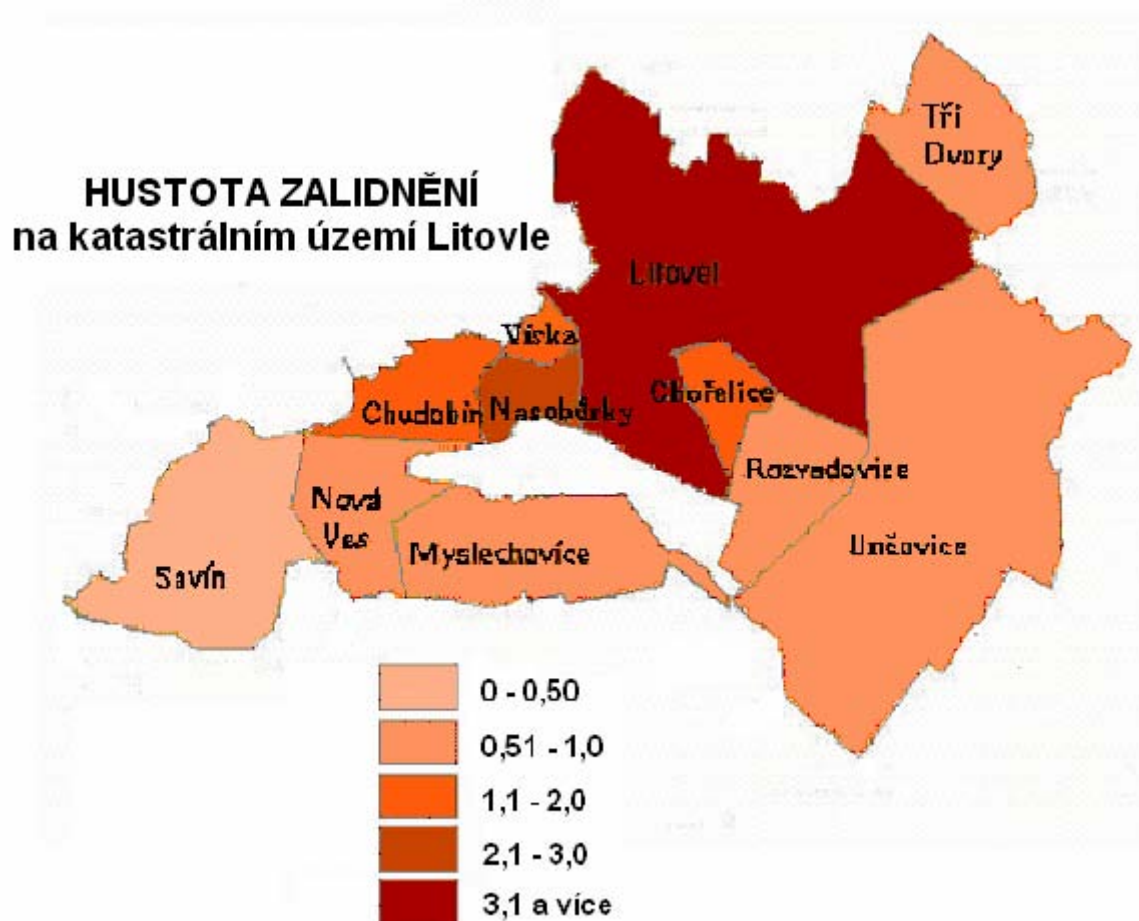 HUSTOTA ZALIDNĚNÍ
na katastrálním území Litovle
Tři
Dvory
Litovel
Víska
Chudobín
Nasobůrky
Chořelice
Rozvadovice
Nová
Ves
Myslechovíce
Unčovice
Savín
0 - 0,50
0,51 - 1,0
1,1 - 2,0
2,1 - 3,0
3,1 a více